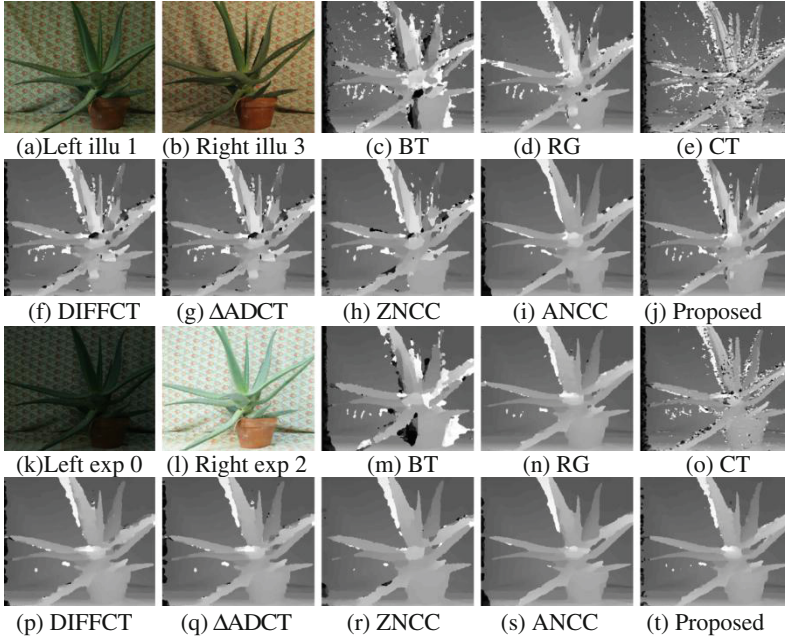 (a)Left illu 1 (b) Right illu 3 (c) BT (d) RG (e) CT
(f) DIFFCT (g) ΔADCT (h) ZNCC (i) ANCC (j) Proposed
(k)Left exp 0 (l) Right exp 2 (m) BT (n) RG (o) CT
(p) DIFFCT (q) ΔADCT (r) ZNCC (s) ANCC (t) Proposed